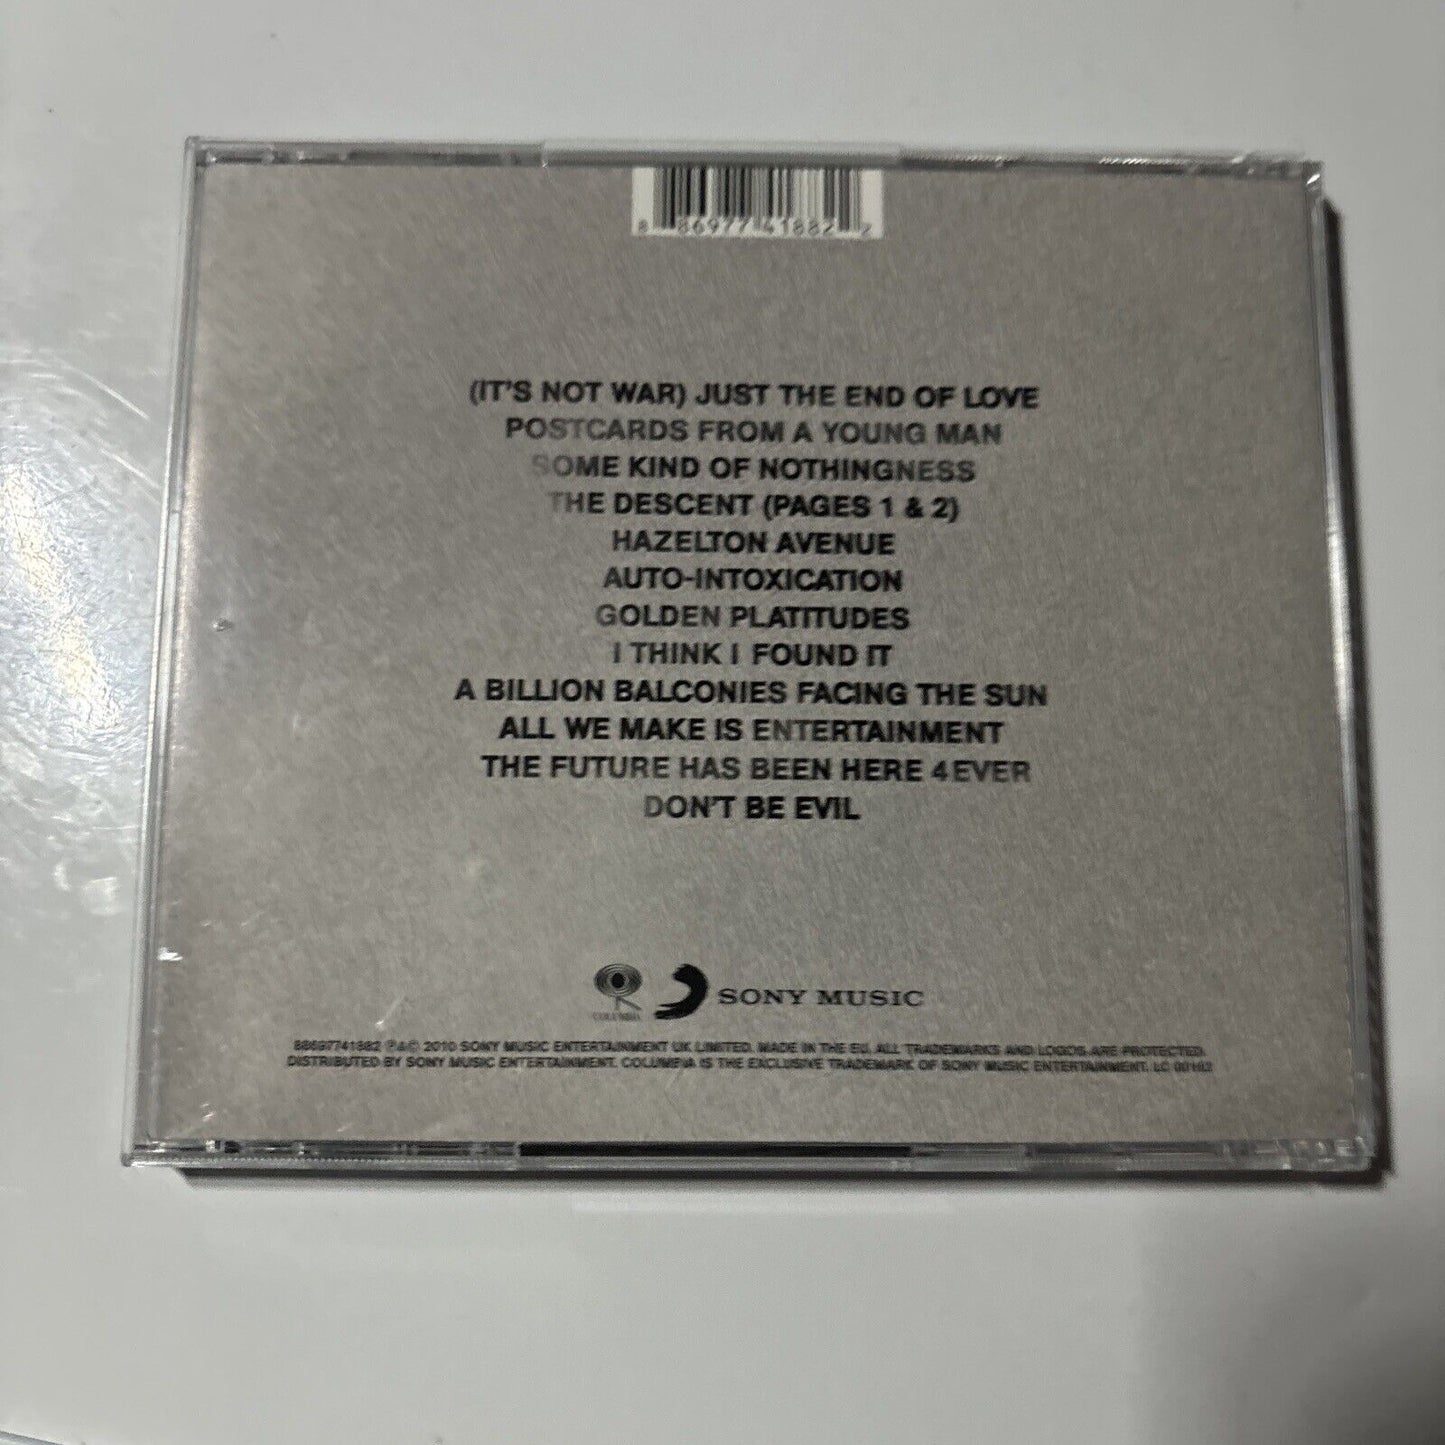 8 86977 41882 2
(IT'S NOT WAR) JUST THE END OF LOVE
POSTCARDS FROM A YOUNG MAN
SOME KIND OF NOTHINGNESS
THE DESCENT (PAGES 1 & 2)
HAZELTON AVENUE
AUTO-INTOXICATION
GOLDEN PLATITUDES
I THINK I FOUND IT
A BILLION BALCONIES FACING THE SUN
ALL WE MAKE IS ENTERTAINMENT
THE FUTURE HAS BEEN HERE 4EVER
DON'T BE EVIL
COLUMBIA
SONY MUSIC
88697741882 ℗&© 2010 SONY MUSIC ENTERTAINMENT UK LIMITED. MADE IN THE EU. ALL TRADEMARKS AND LOGOS ARE PROTECTED.
DISTRIBUTED BY SONY MUSIC ENTERTAINMENT. COLUMBIA IS THE EXCLUSIVE TRADEMARK OF SONY MUSIC ENTERTAINMENT. LC 00162